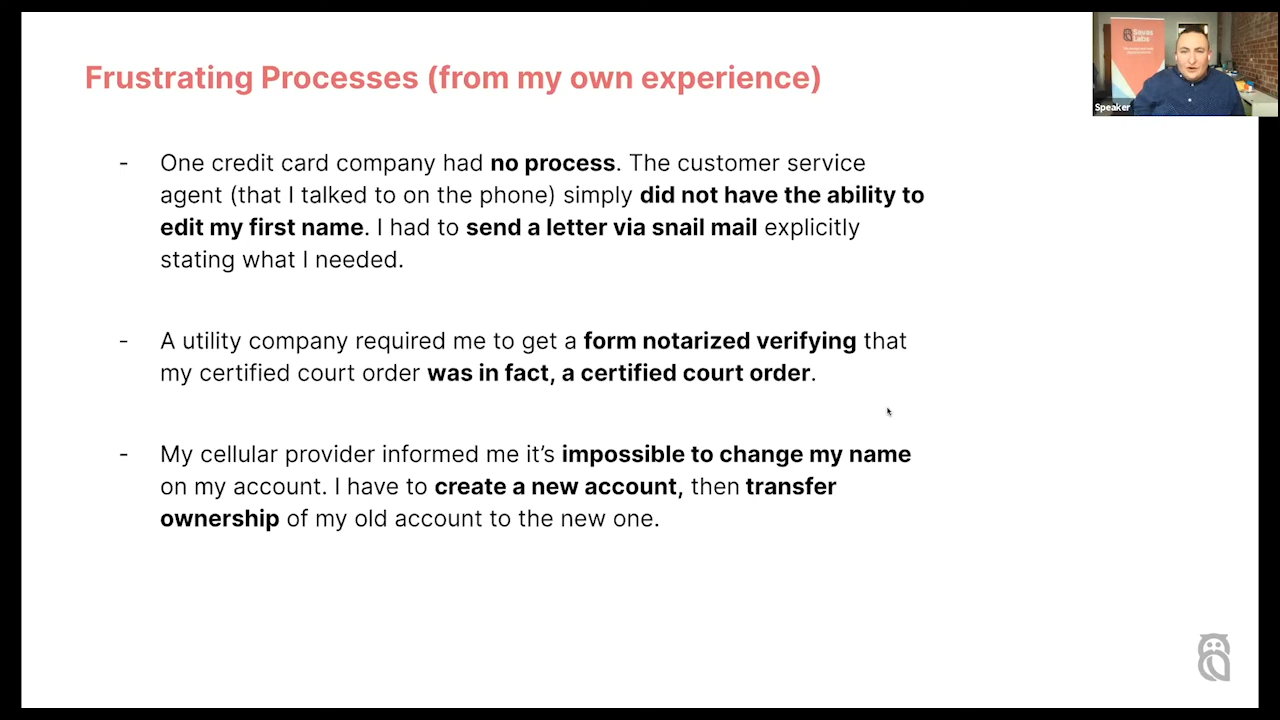 Frustrating Processes (from my own experience)
Savas
Labs
Speaker
- One credit card company had no process. The customer service
agent (that I talked to on the phone) simply did not have the ability to
edit my first name. I had to send a letter via snail mail explicitly
stating what I needed.
- A utility company required me to get a form notarized verifying that
my certified court order was in fact, a certified court order.
- My cellular provider informed me it’s impossible to change my name
on my account. I have to create a new account, then transfer
ownership of my old account to the new one.